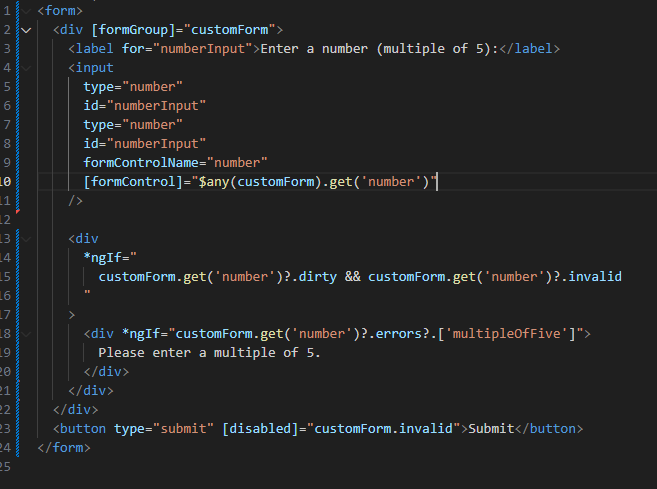 1 <form>
2 <div [formGroup]="customForm">
3 <label for="numberInput">Enter a number (multiple of 5):</label>
4 <input
5 type="number"
6 id="numberInput"
7 type="number"
8 id="numberInput"
9 formControlName="number"
10 [formControl]="$any(customForm).get('number')"
11 />
12
13 <div
14 *ngIf="
15 customForm.get('number')?.dirty && customForm.get('number')?.invalid
16 "
17 >
18 <div *ngIf="customForm.get('number')?.errors?.['multipleOfFive']">
19 Please enter a multiple of 5.
20 </div>
21 </div>
22 </div>
23 <button type="submit" [disabled]="customForm.invalid">Submit</button>
24 </form>
25